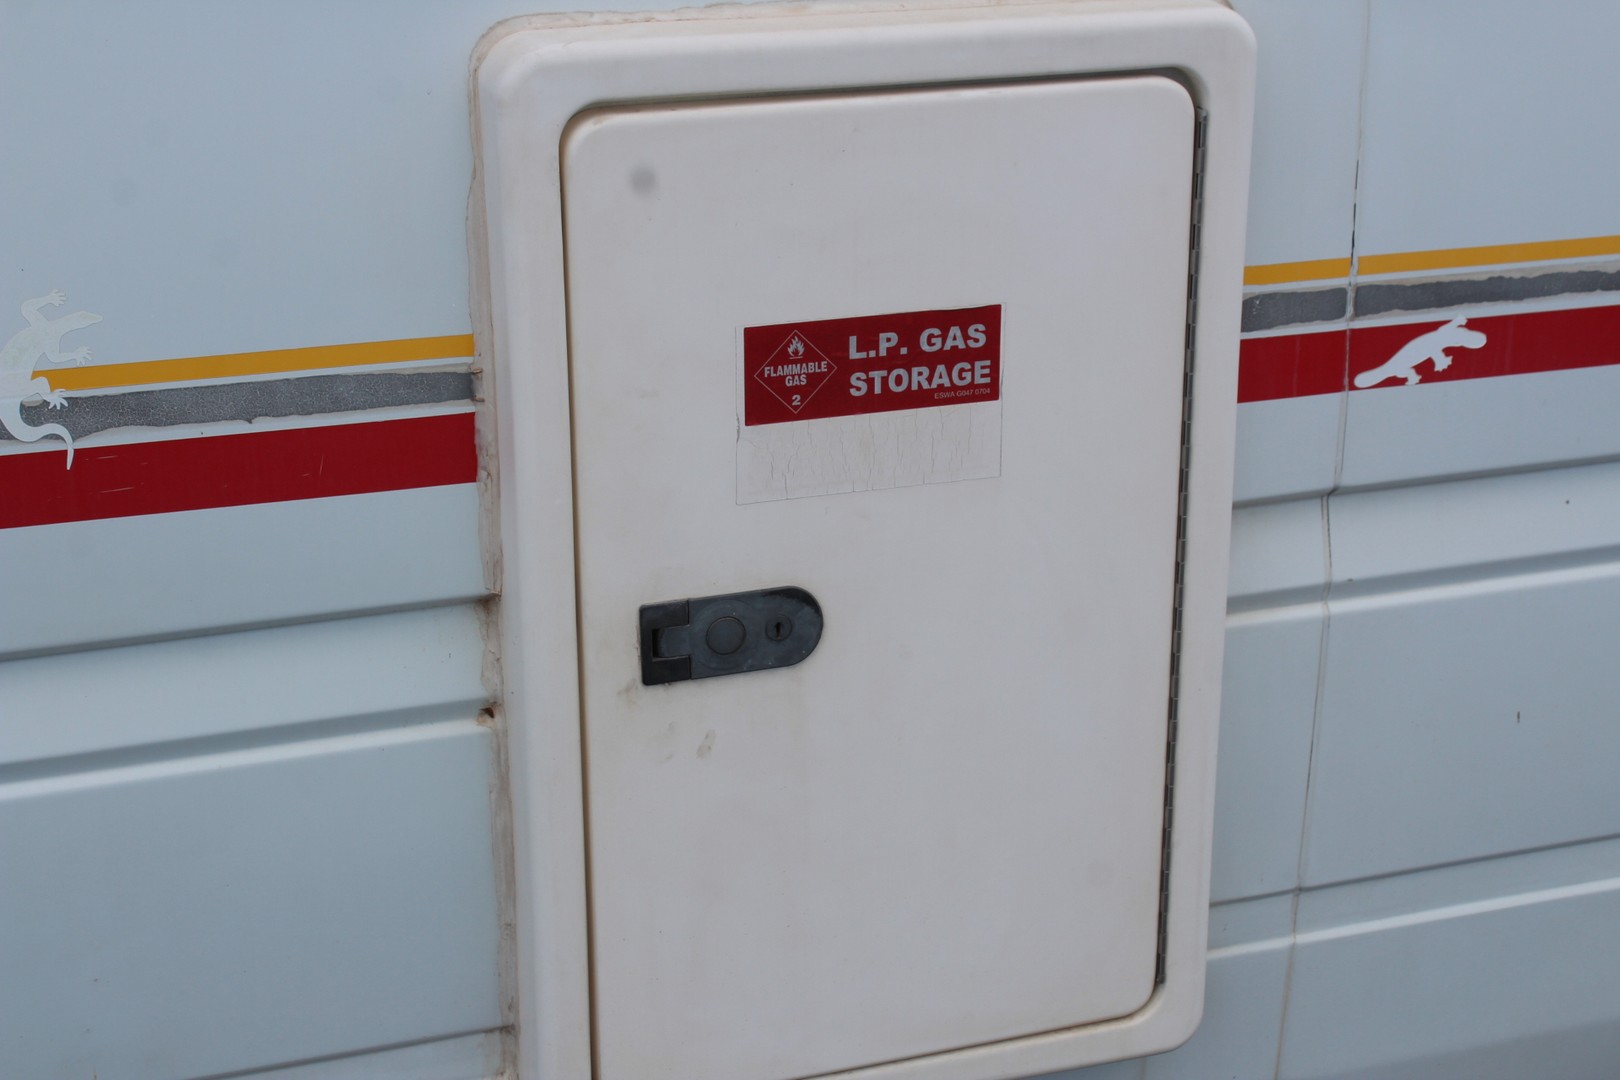 FLAMMABLE
GAS
2
L.P. GAS
STORAGE
ESWA G047 0704